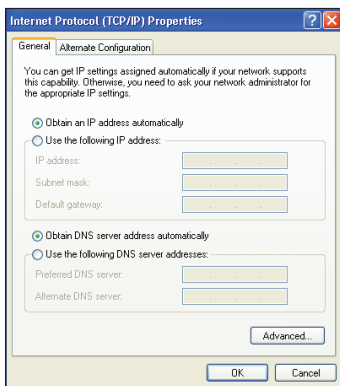 Internet Protocol (TCP/IP) Properties
General
Alternate Configuration
You can get IP settings assigned automatically if your network supports
this capability. Otherwise, you need to ask your network administrator for
the appropriate IP settings.
Obtain an IP address automatically
Use the following IP address:
IP address:
Subnet mask:
Default gateway:
Obtain DNS server address automatically
Use the following DNS server addresses:
Preferred DNS server:
Alternate DNS server:
Advanced...
OK
Cancel